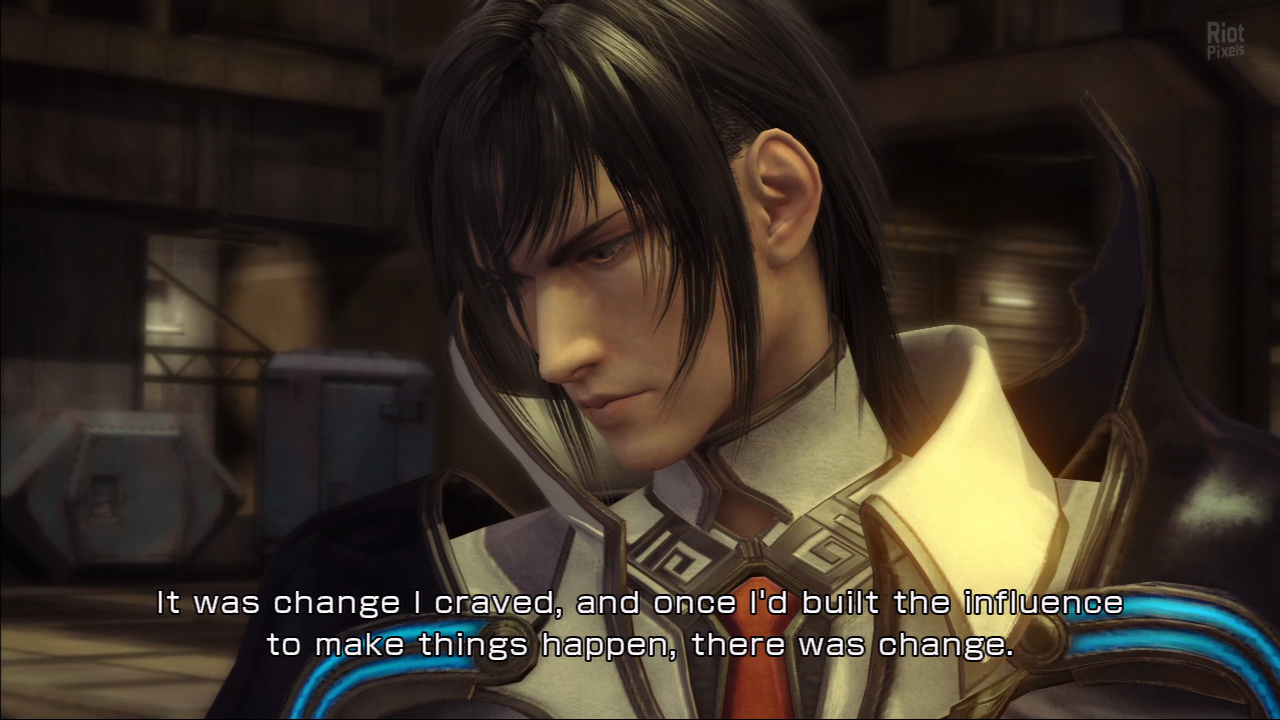 Riot
Pixels
It was change I craved, and once I'd built the influence
to make things happen, there was change.